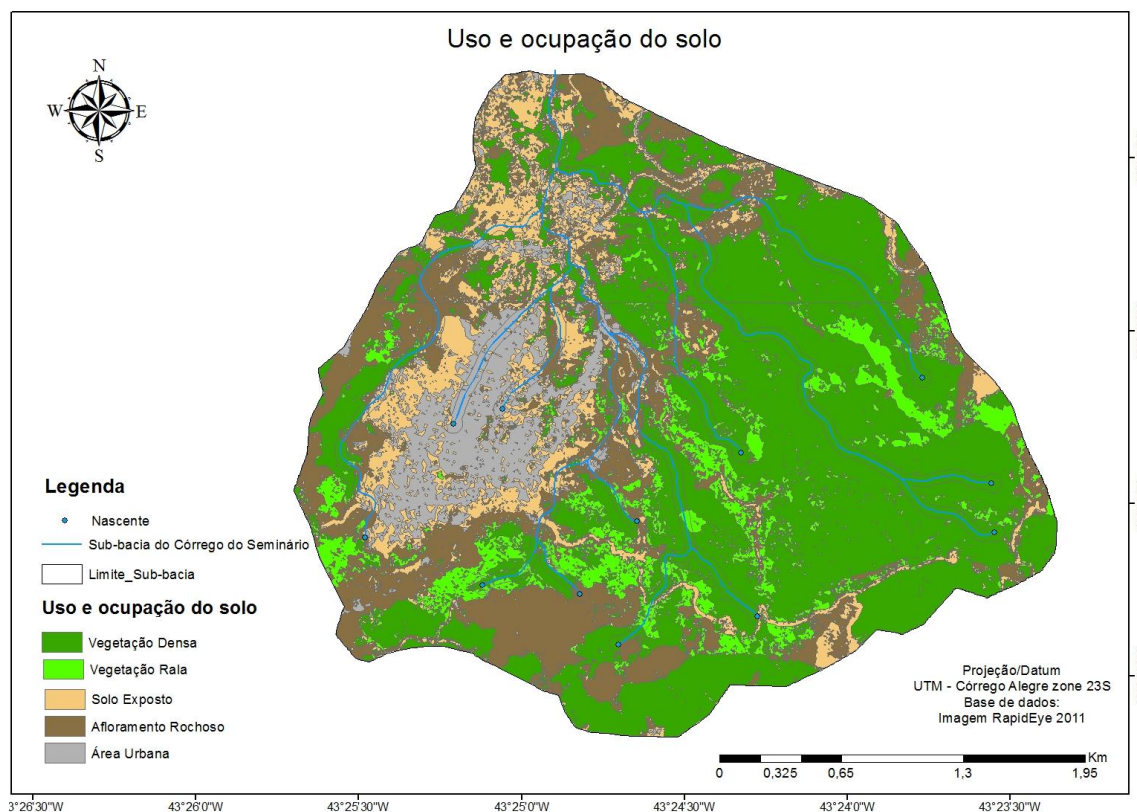 Uso e ocupação do solo
N
W
E
S
Legenda
Nascente
Sub-bacia do Córrego do Seminário
Limite_Sub-bacia
Uso e ocupação do solo
Vegetação Densa
Vegetação Rala
Solo Exposto
Afloramento Rochoso
Área Urbana
Projeção/Datum
UTM - Córrego Alegre zone 23S
Base de dados:
Imagem RapidEye 2011
Km
0 0,325 0,65 1,3 1,95
3°26'30"W 43°26'0"W 43°25'30"W 43°25'0"W 43°24'30"W 43°24'0"W 43°23'30"W